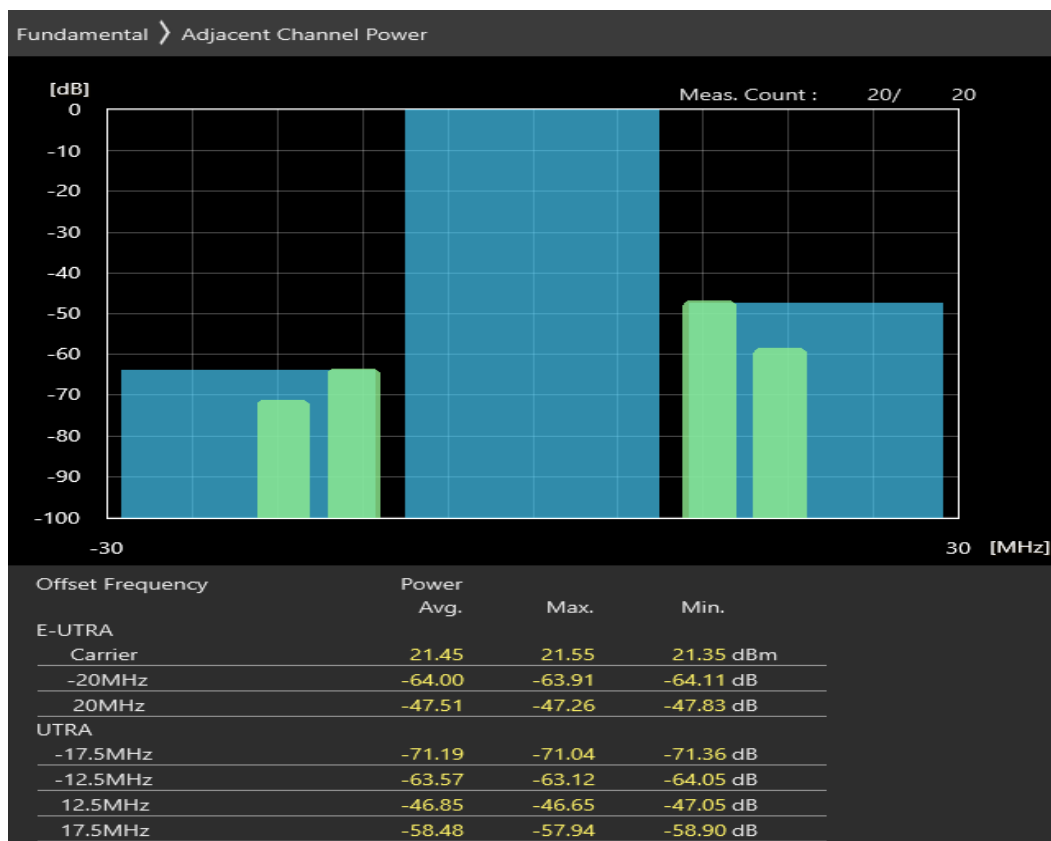 Fundamental 〉 Adjacent Channel Power
[dB]
Meas. Count : 20/ 20
0
-10
-20
-30
-40
-50
-60
-70
-80
-90
-100
-30 30 [MHz]
Offset Frequency Power
Avg. Max. Min.
E-UTRA
Carrier 21.45 21.55 21.35 dBm
-20MHz -64.00 -63.91 -64.11 dB
20MHz -47.51 -47.26 -47.83 dB
UTRA
-17.5MHz -71.19 -71.04 -71.36 dB
-12.5MHz -63.57 -63.12 -64.05 dB
12.5MHz -46.85 -46.65 -47.05 dB
17.5MHz -58.48 -57.94 -58.90 dB